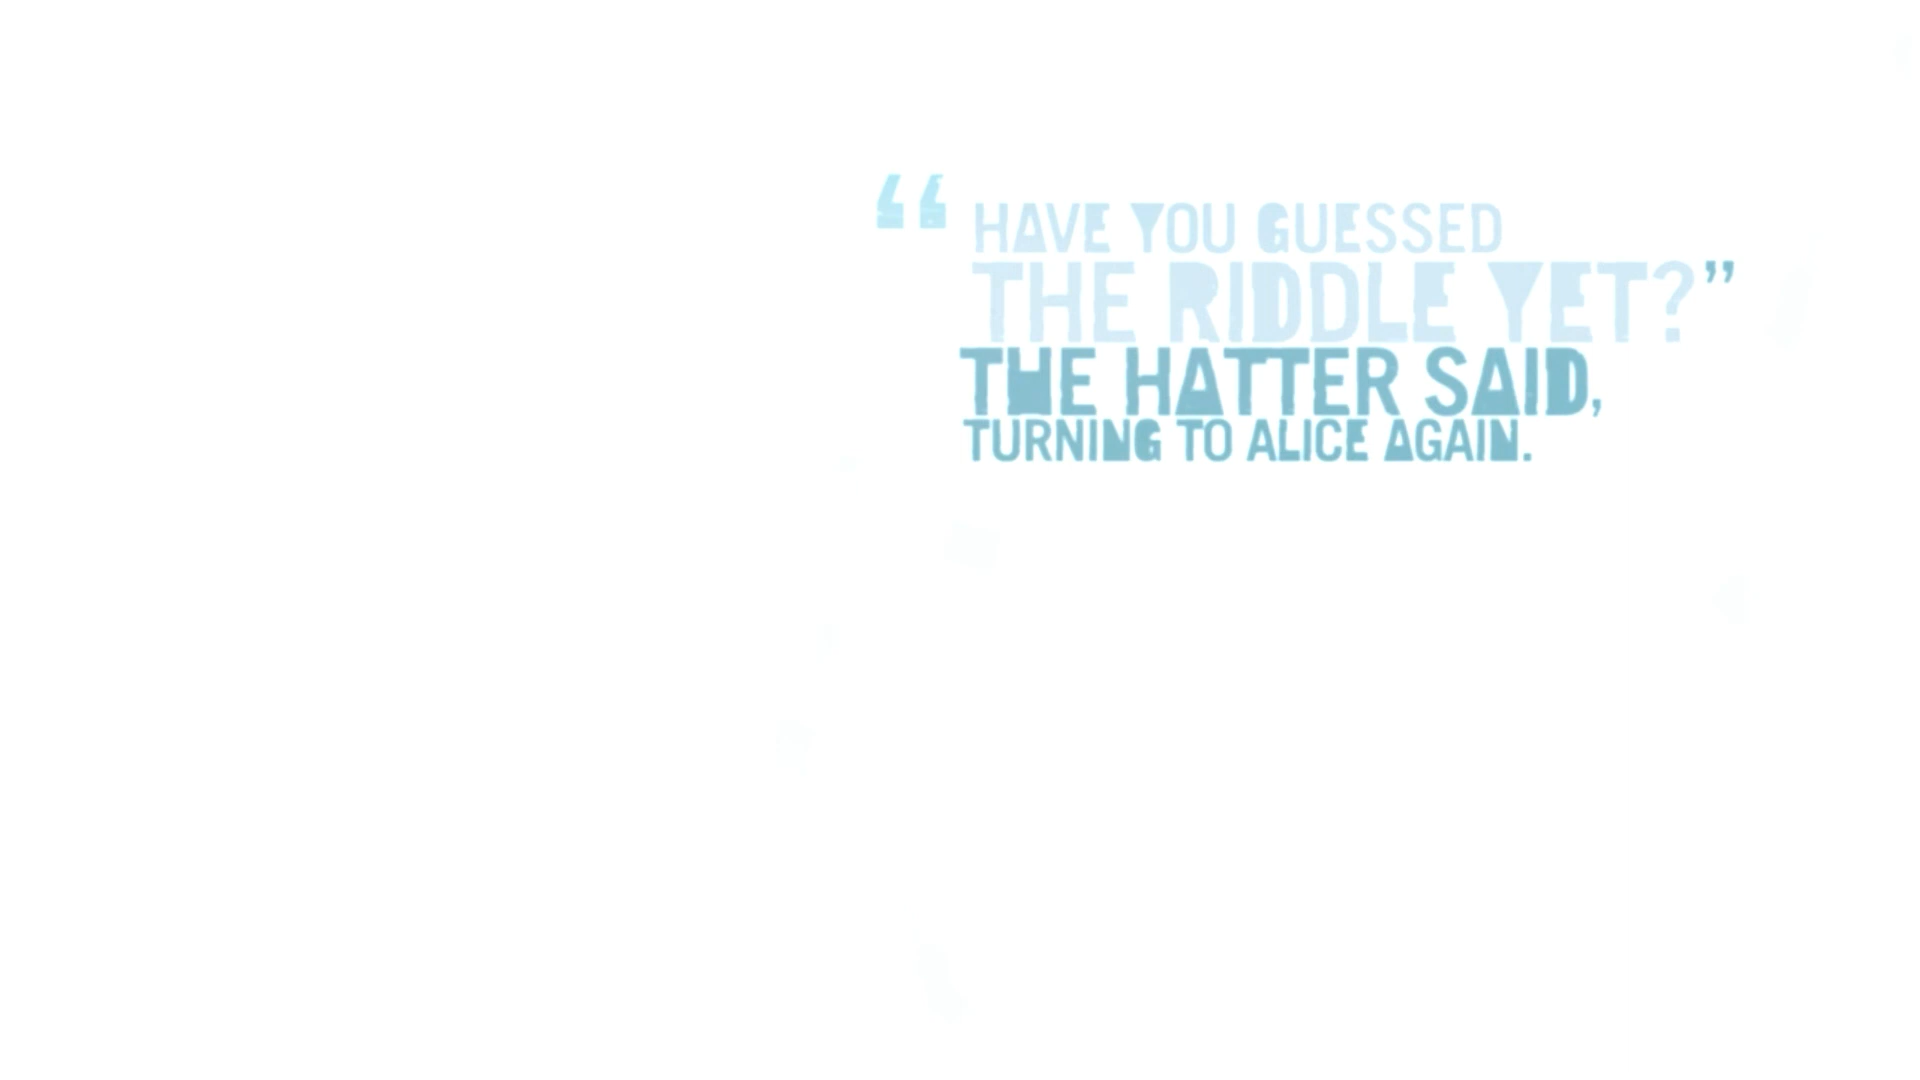 “HAVE YOU GUESSED
THE RIDDLE YET?”
THE HATTER SAID,
TURNING TO ALICE AGAIN.